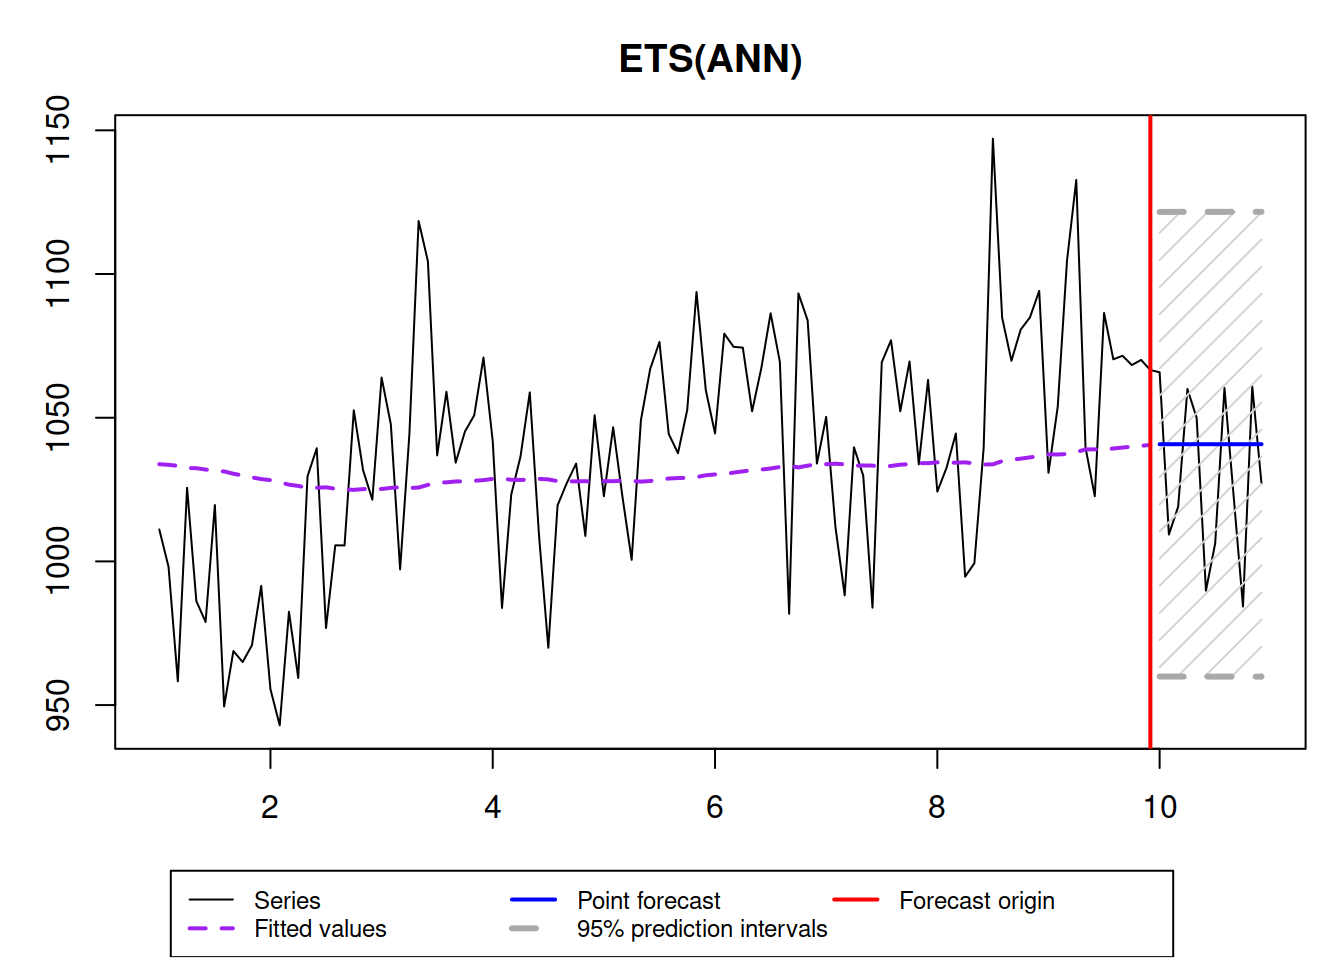 ETS(ANN)
1150
1100
1050
1000
950
2 4 6 8 10
Series Point forecast Forecast origin
Fitted values 95% prediction intervals